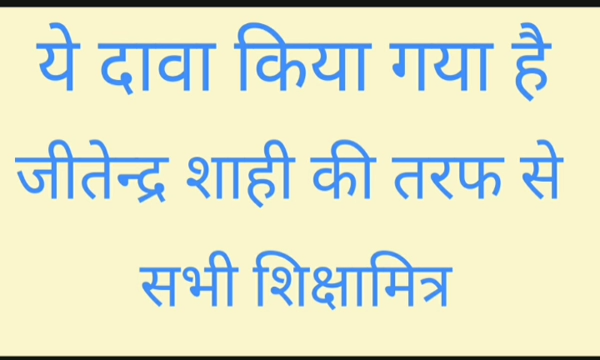 ये दावा किया गया है
जीतेन्द्र शाही की तरफ से
सभी शिक्षामित्र